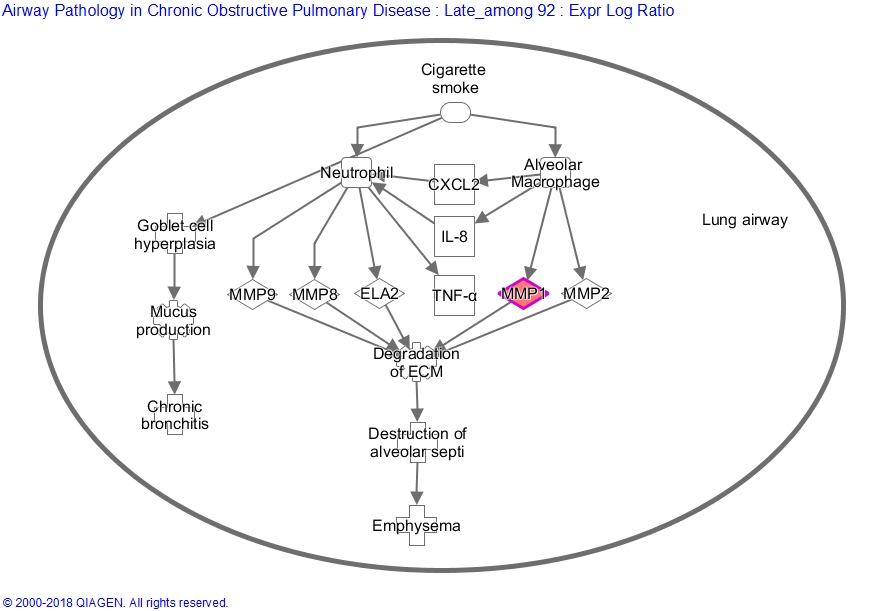 Airway Pathology in Chronic Obstructive Pulmonary Disease : Late_among 92 : Expr Log Ratio
Cigarette
smoke
Neutrophil
CXCL2
Alveolar
Macrophage
Goblet cell
hyperplasia
IL-8
Lung airway
MMP9
MMP8
ELA2
TNF-α
MMP1
MMP2
Mucus
production
Degradation
of ECM
Chronic
bronchitis
Destruction of
alveolar septi
Emphysema
© 2000-2018 QIAGEN. All rights reserved.